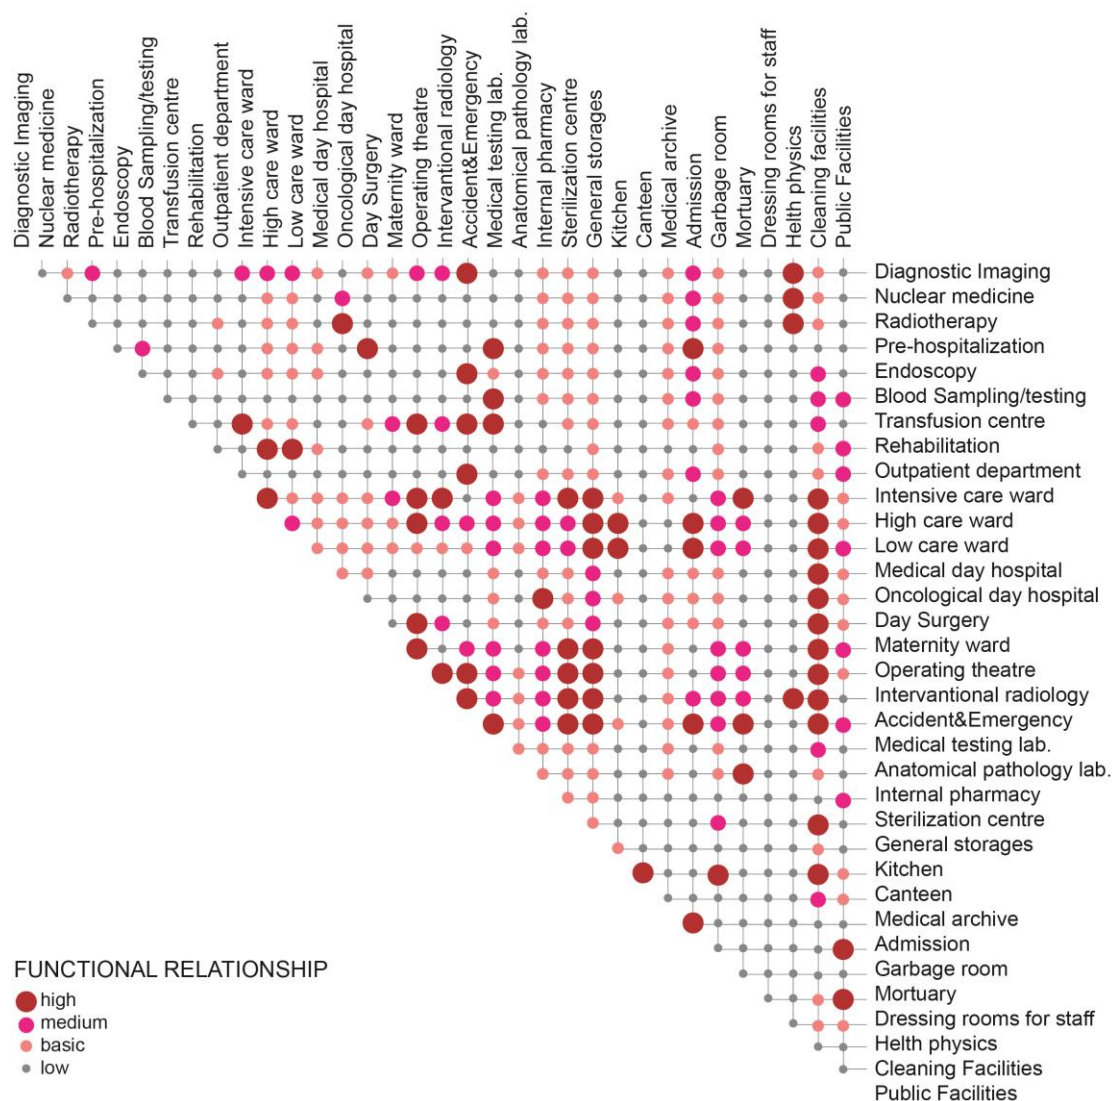 Diagnostic Imaging
Nuclear medicine
Radiotherapy
Pre-hospitalization
Endoscopy
Blood Sampling/testing
Transfusion centre
Rehabilitation
Outpatient department
Intensive care ward
High care ward
Low care ward
Medical day hospital
Oncological day hospital
Day Surgery
Maternity ward
Operating theatre
Intervantional radiology
Accident&Emergency
Medical testing lab.
Anatomical pathology lab.
Internal pharmacy
Sterilization centre
General storages
Kitchen
Canteen
Medical archive
Admission
Garbage room
Mortuary
Dressing rooms for staff
Helth physics
Cleaning facilities
Public Facilities
Diagnostic Imaging
Nuclear medicine
Radiotherapy
Pre-hospitalization
Endoscopy
Blood Sampling/testing
Transfusion centre
Rehabilitation
Outpatient department
Intensive care ward
High care ward
Low care ward
Medical day hospital
Oncological day hospital
Day Surgery
Maternity ward
Operating theatre
Intervantional radiology
Accident&Emergency
Medical testing lab.
Anatomical pathology lab.
Internal pharmacy
Sterilization centre
General storages
Kitchen
Canteen
Medical archive
Admission
Garbage room
Mortuary
Dressing rooms for staff
Helth physics
Cleaning Facilities
Public Facilities
FUNCTIONAL RELATIONSHIP
high
medium
basic
low